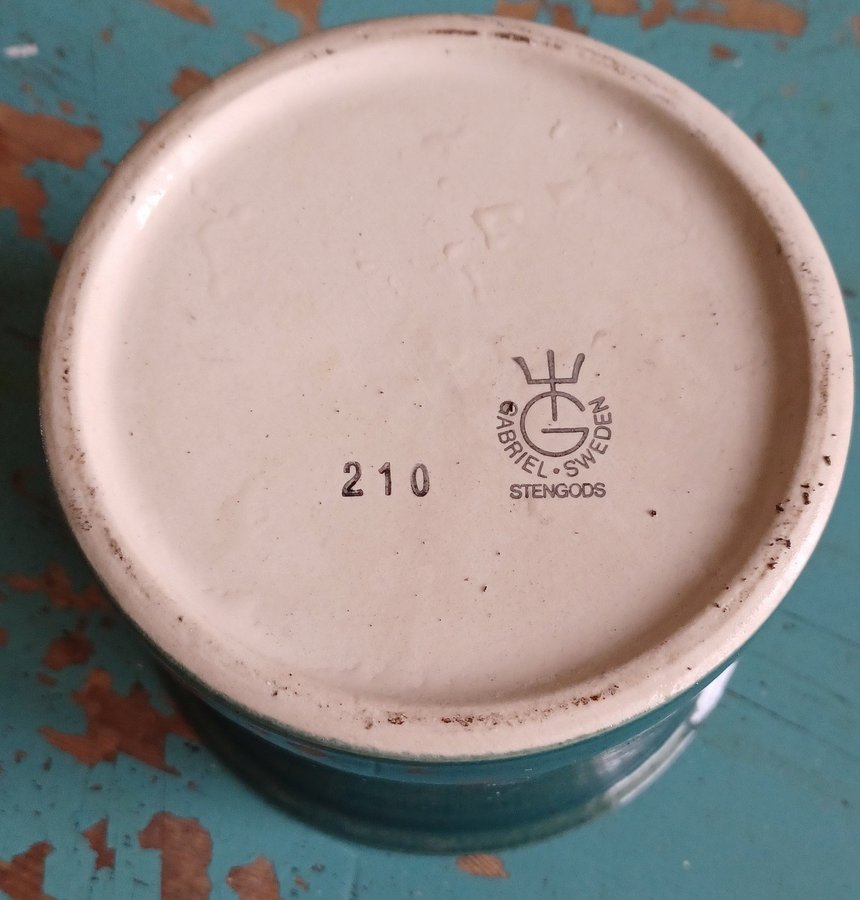 210
G
GABRIEL · SWEDEN
STENGODS